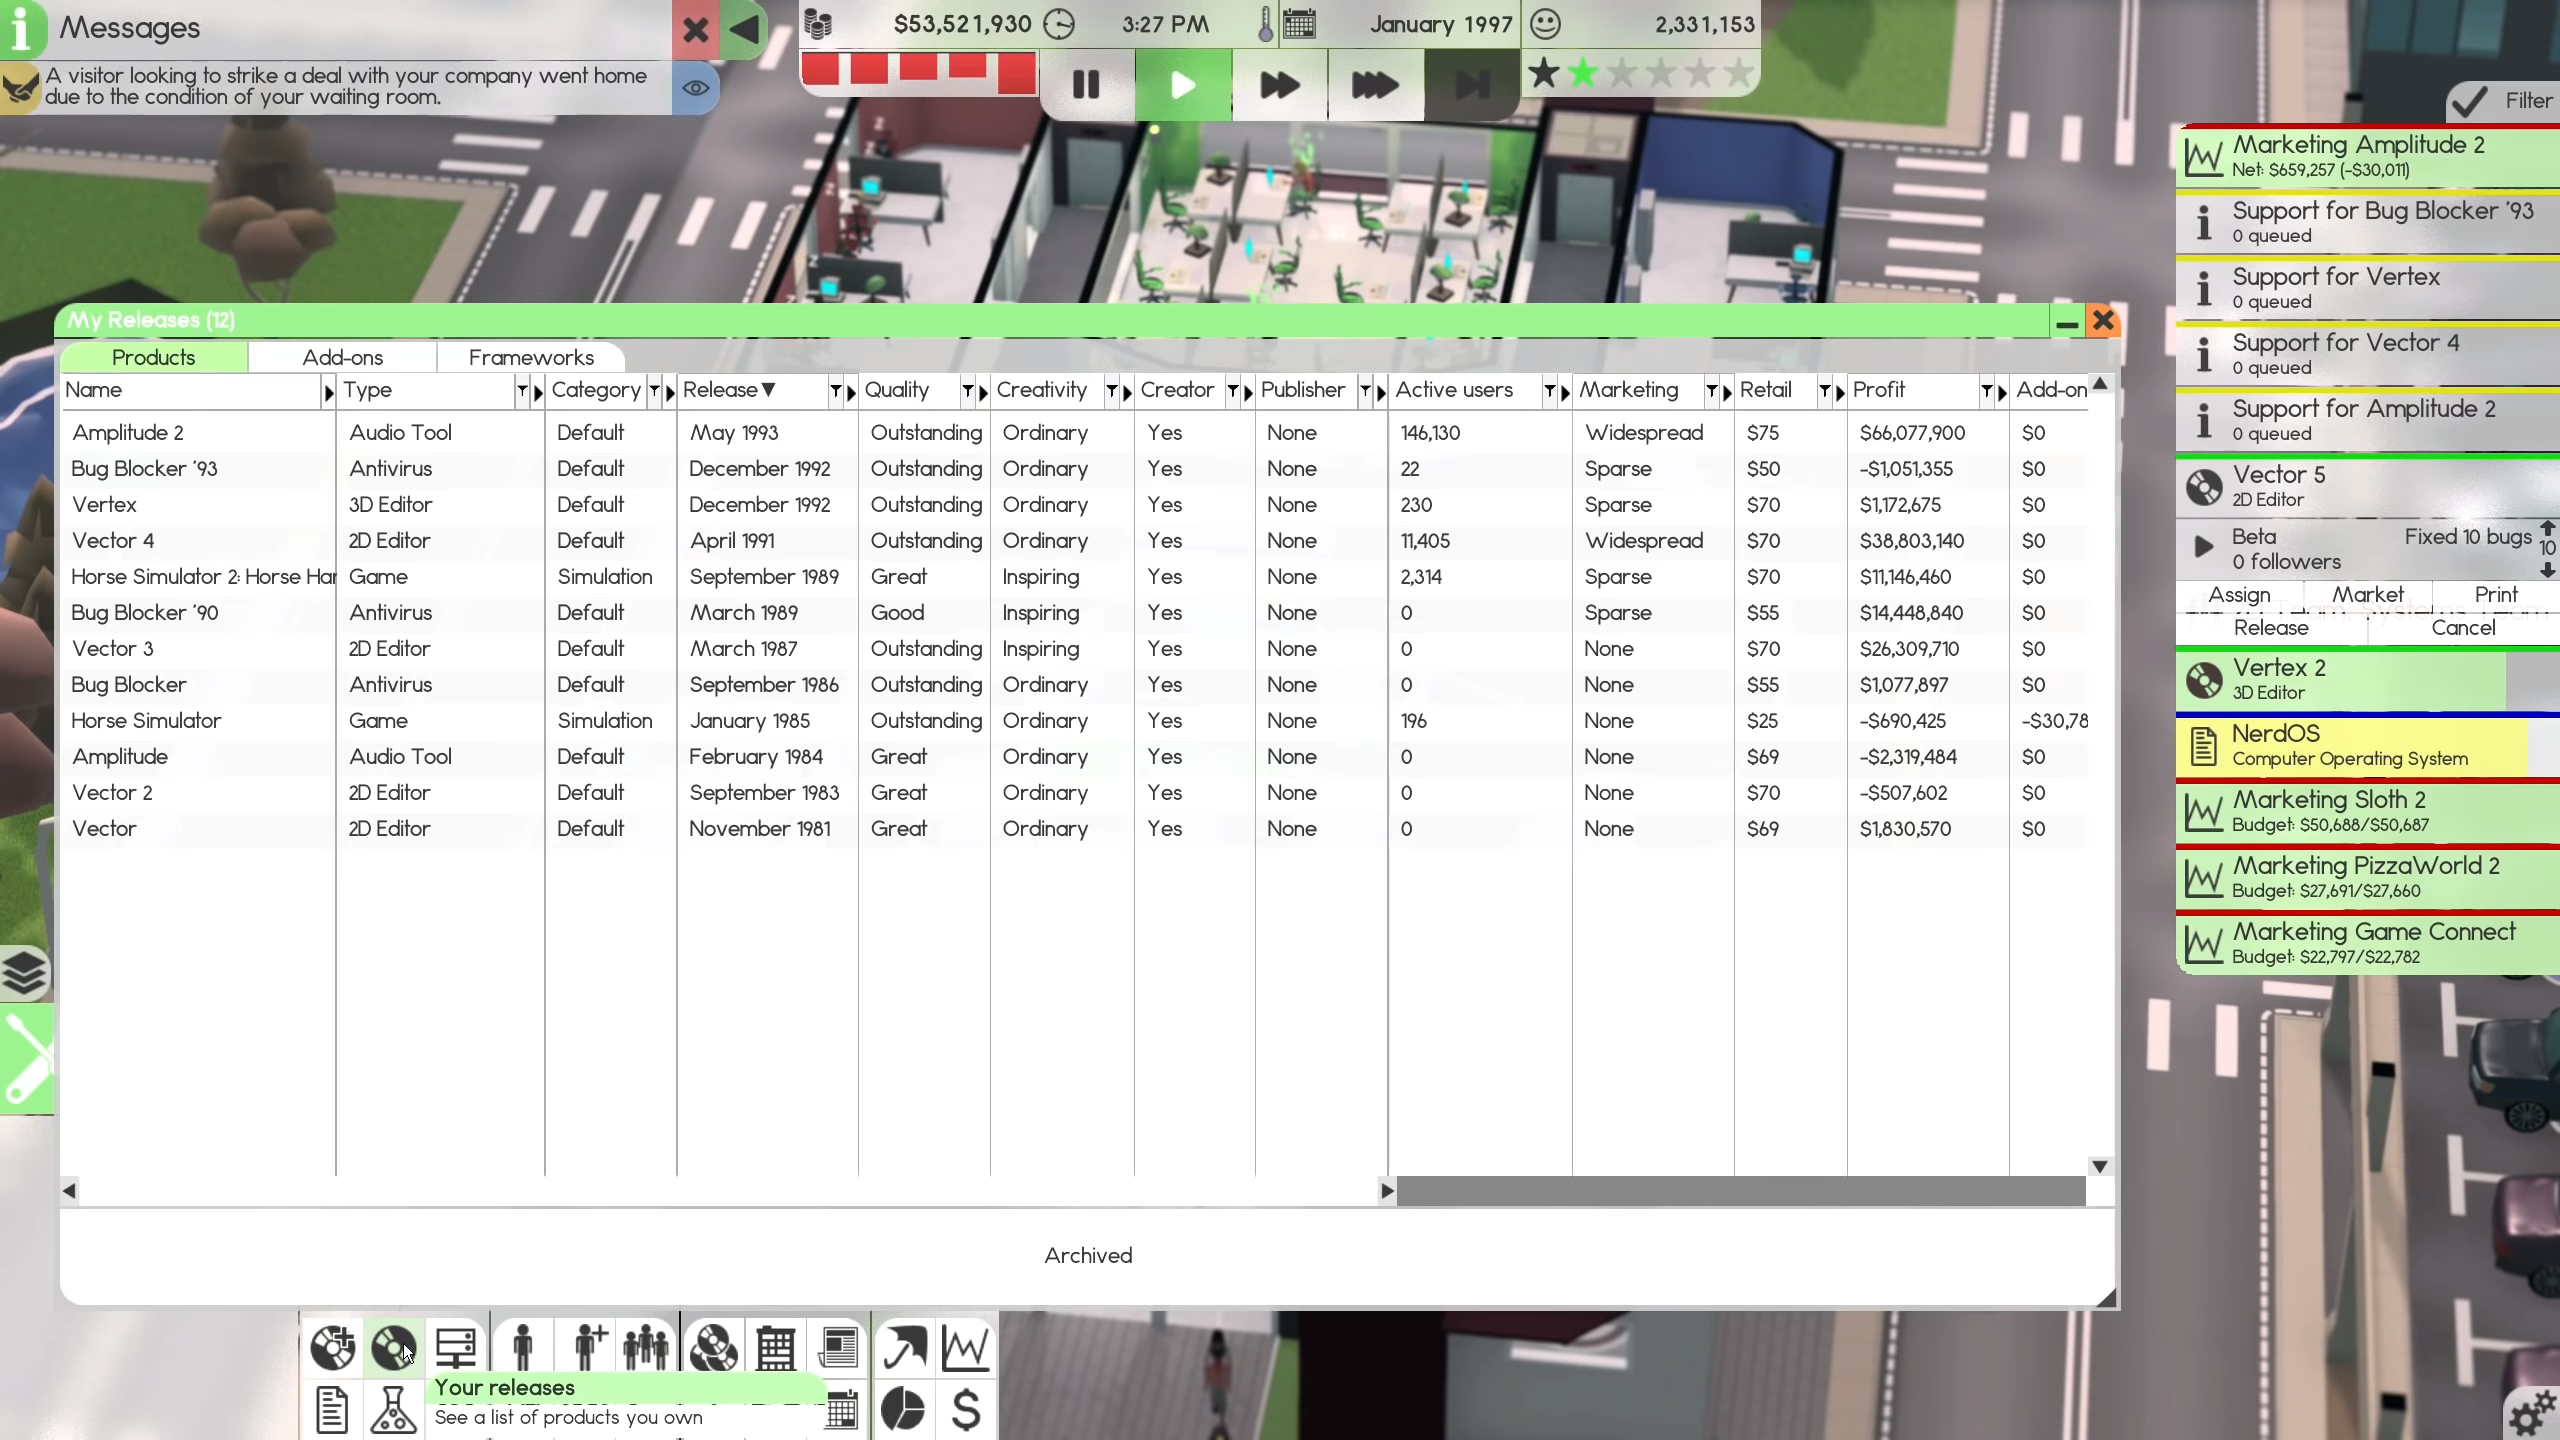 Messages
A visitor looking to strike a deal with your company went home
due to the condition of your waiting room.
$53,521,930
3:27 PM
January 1997
2,331,153
Filter
Marketing Amplitude 2
Net: $659,257 (-$30,011)
Support for Bug Blocker '93
0 queued
Support for Vertex
0 queued
Support for Vector 4
0 queued
Support for Amplitude 2
0 queued
Vector 5
2D Editor
Beta Fixed 10 bugs
0 followers
10
Assign Market Print
Release Cancel
Vertex 2
3D Editor
NerdOS
Computer Operating System
Marketing Sloth 2
Budget: $50,688/$50,687
Marketing PizzaWorld 2
Budget: $27,691/$27,660
Marketing Game Connect
Budget: $22,797/$22,782
My Releases (12)
Products Add-ons Frameworks
Name Type Category Release Quality Creativity Creator Publisher Active users Marketing Retail Profit Add-on
Amplitude 2 Audio Tool Default May 1993 Outstanding Ordinary Yes None 146,130 Widespread $75 $66,077,900 $0
Bug Blocker '93 Antivirus Default December 1992 Outstanding Ordinary Yes None 22 Sparse $50 -$1,051,355 $0
Vertex 3D Editor Default December 1992 Outstanding Ordinary Yes None 230 Sparse $70 $1,172,675 $0
Vector 4 2D Editor Default April 1991 Outstanding Ordinary Yes None 11,405 Widespread $70 $38,803,140 $0
Horse Simulator 2: Horse Har Game Simulation September 1989 Great Inspiring Yes None 2,314 Sparse $70 $11,146,460 $0
Bug Blocker '90 Antivirus Default March 1989 Good Inspiring Yes None 0 Sparse $55 $14,448,840 $0
Vector 3 2D Editor Default March 1987 Outstanding Inspiring Yes None 0 None $70 $26,309,710 $0
Bug Blocker Antivirus Default September 1986 Outstanding Ordinary Yes None 0 None $55 $1,077,897 $0
Horse Simulator Game Simulation January 1985 Outstanding Ordinary Yes None 196 None $25 -$690,425 -$30,78
Amplitude Audio Tool Default February 1984 Great Ordinary Yes None 0 None $69 -$2,319,484 $0
Vector 2 2D Editor Default September 1983 Great Ordinary Yes None 0 None $70 -$507,602 $0
Vector 2D Editor Default November 1981 Great Ordinary Yes None 0 None $69 $1,830,570 $0
Archived
Your releases
See a list of products you own